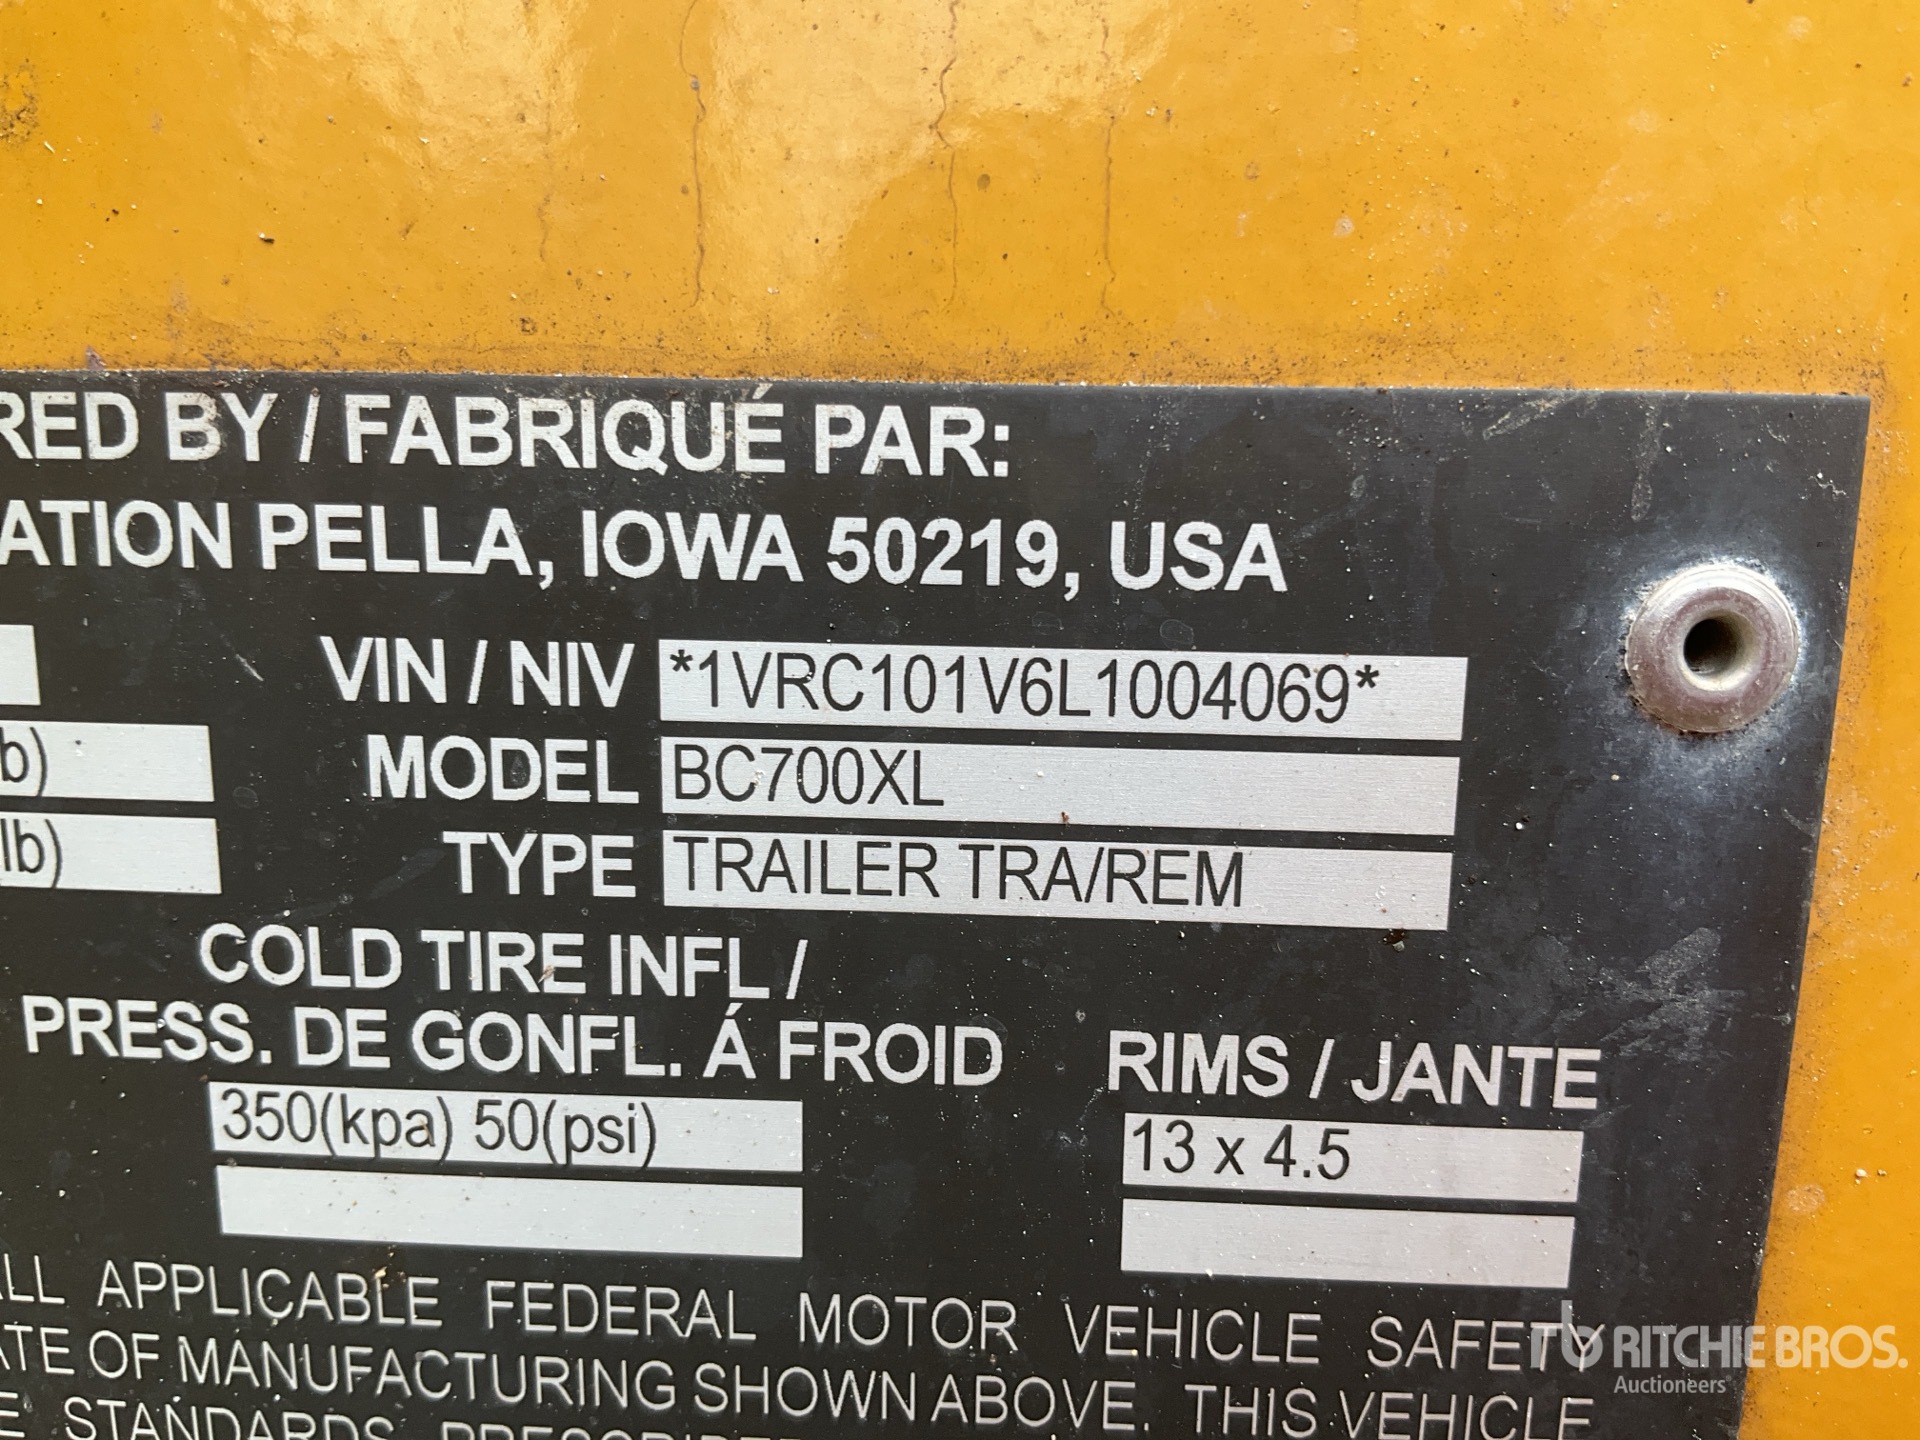 RED BY / FABRIQUÉ PAR:
ATION PELLA, IOWA 50219, USA
VIN / NIV *1VRC101V6L1004069*
b) MODEL BC700XL
lb) TYPE TRAILER TRA/REM
COLD TIRE INFL /
PRESS. DE GONFL. Á FROID RIMS / JANTE
350(kpa) 50(psi) 13 x 4.5
ALL APPLICABLE FEDERAL MOTOR VEHICLE SAFETY
ATE OF MANUFACTURING SHOWN ABOVE. THIS VEHICLE
E STANDARDS
rb RITCHIE BROS.
Auctioneers